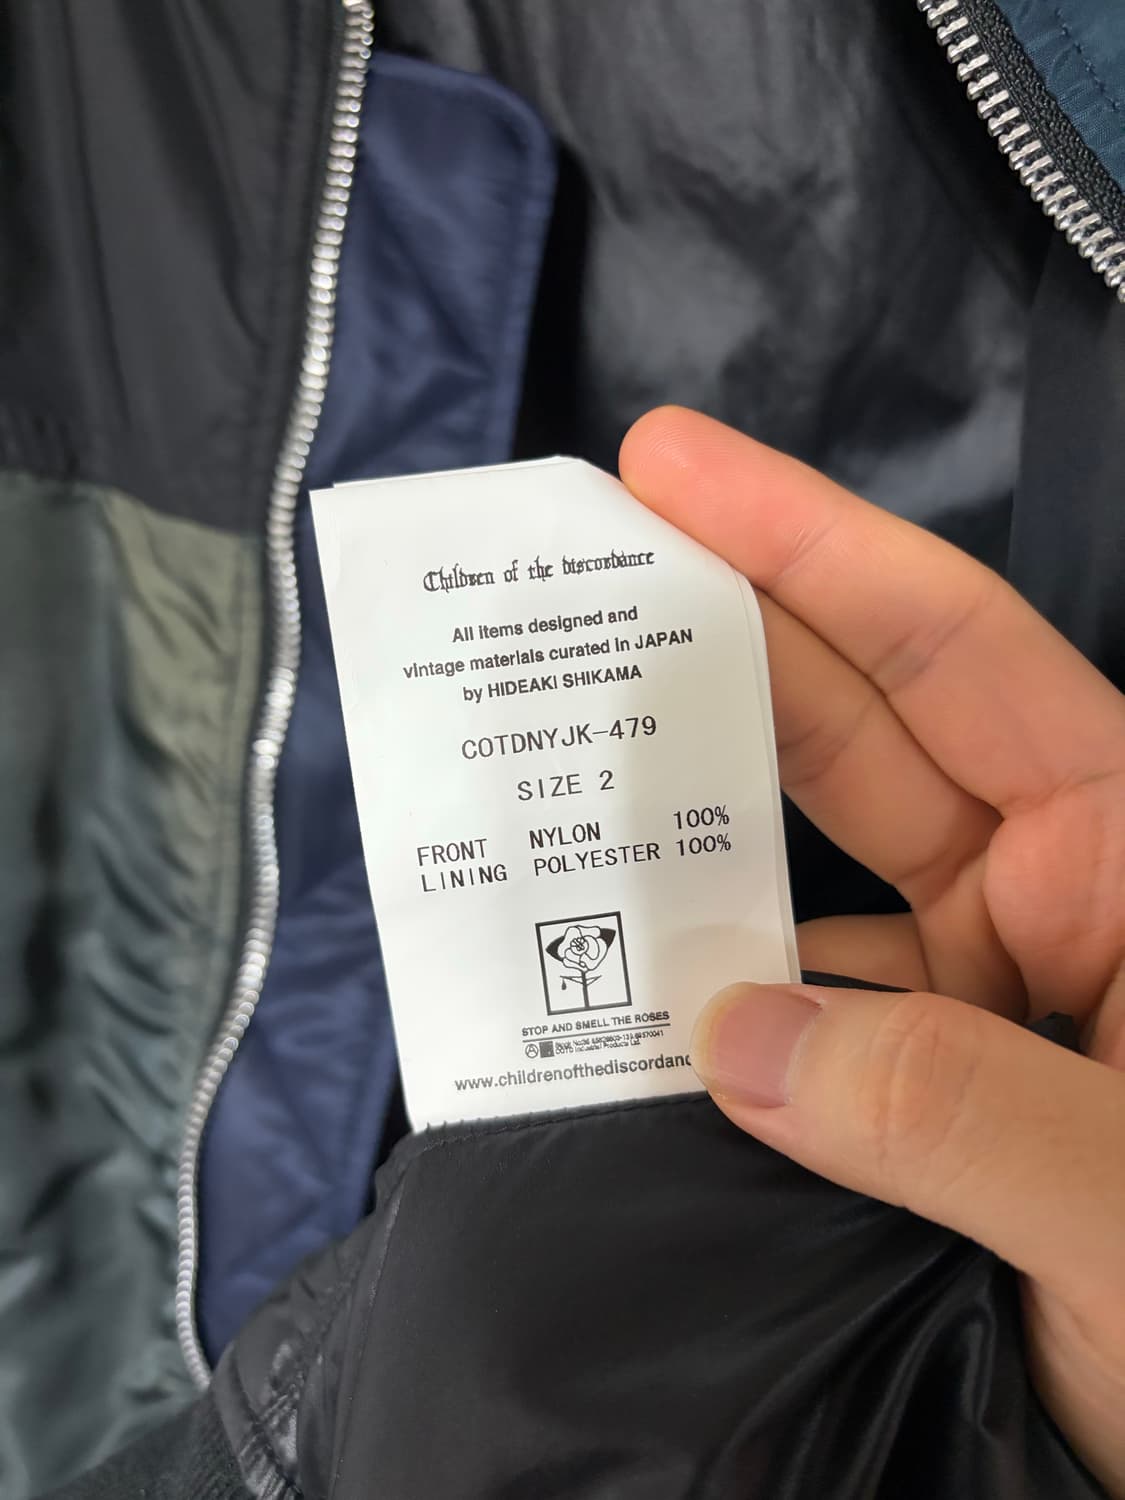 Children of the discordance
All items designed and
vintage materials curated in JAPAN
by HIDEAKI SHIKAMA
COTDNYJK-479
SIZE 2
FRONT NYLON 100%
LINING POLYESTER 100%
STOP AND SMELL THE ROSES
www.childrenofthediscordanc